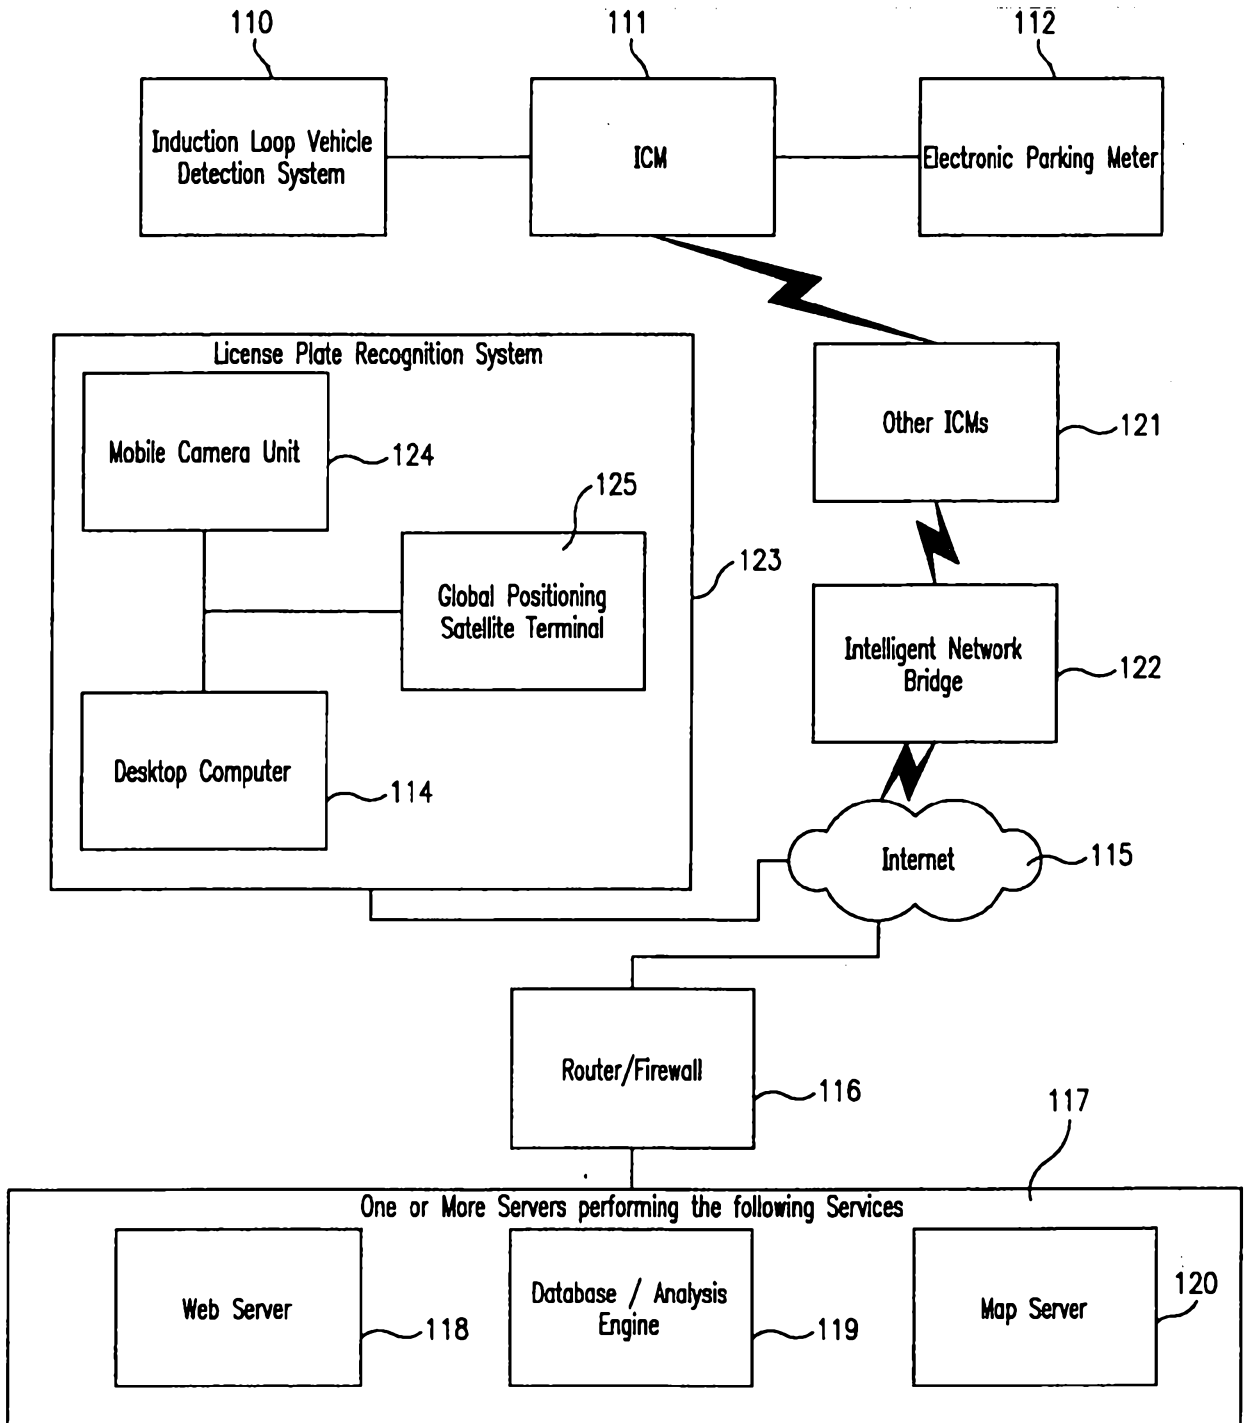 110
111
112
Induction Loop Vehicle
Detection System
ICM
Electronic Parking Meter
License Plate Recognition System
Mobile Camera Unit
124
125
Global Positioning
Satellite Terminal
123
Desktop Computer
114
Other ICMs
121
Intelligent Network
Bridge
122
Internet
115
Router/Firewall
116
117
One or More Servers performing the following Services
Web Server
118
Database / Analysis
Engine
119
Map Server
120